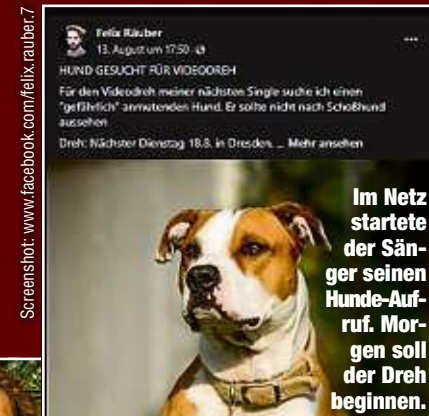 Screenshot: www.facebook.com/felix.rauber.7
Felix Räuber
13. August um 17:50
HUND GESUCHT FÜR VIDEODREH
Für den Videodreh meiner nächsten Single suche ich einen
"gefährlich" anmutenden Hund. Er sollte nicht nach Schoßhund
aussehen
Dreh: Nächster Dienstag 18.8. in Dresden. ... Mehr ansehen
Im Netz
startete
der Sän-
ger seinen
Hunde-Auf-
ruf. Mor-
gen soll
der Dreh
beginnen.